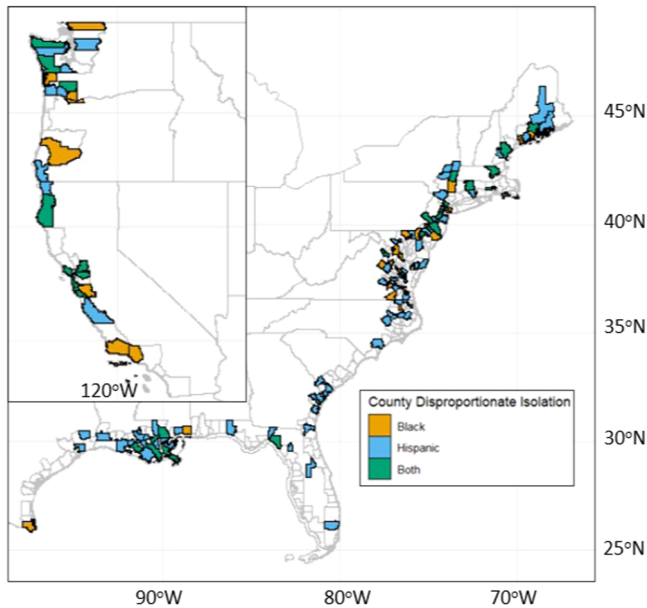 45°N
40°N
35°N
120°W
County Disproportionate Isolation
Black
Hispanic
Both
30°N
25°N
90°W 80°W 70°W